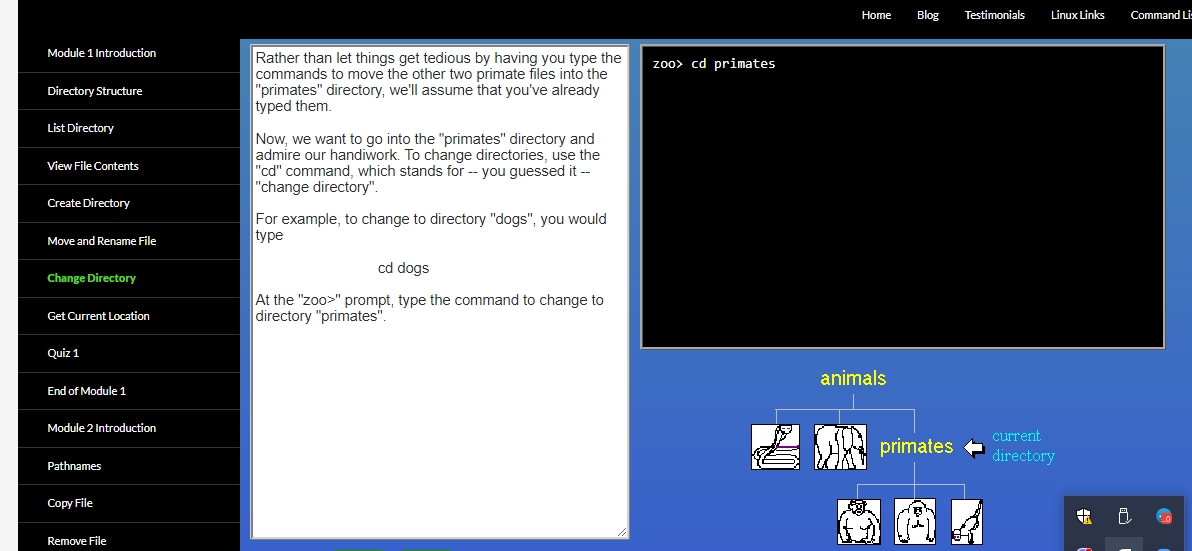 Home Blog Testimonials Linux Links Command Lis
Module 1 Introduction
Directory Structure
List Directory
View File Contents
Create Directory
Move and Rename File
Change Directory
Get Current Location
Quiz 1
End of Module 1
Module 2 Introduction
Pathnames
Copy File
Remove File
Rather than let things get tedious by having you type the
commands to move the other two primate files into the
"primates" directory, we'll assume that you've already
typed them.
Now, we want to go into the "primates" directory and
admire our handiwork. To change directories, use the
"cd" command, which stands for -- you guessed it --
"change directory".
For example, to change to directory "dogs", you would
type
cd dogs
At the "zoo>" prompt, type the command to change to
directory "primates".
zoo> cd primates
animals
primates
current
directory